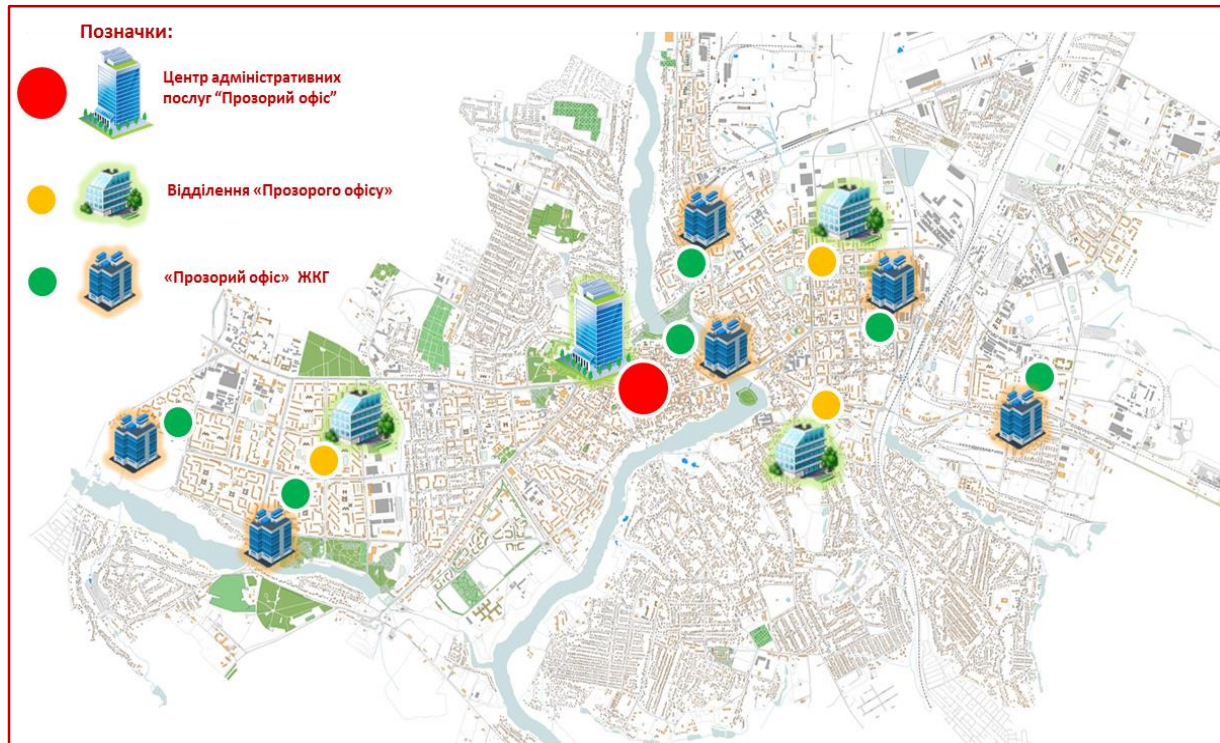 Позначки:
Центр адміністративних
послуг “Прозорий офіс”
Відділення «Прозорого офісу»
«Прозорий офіс» ЖКГ